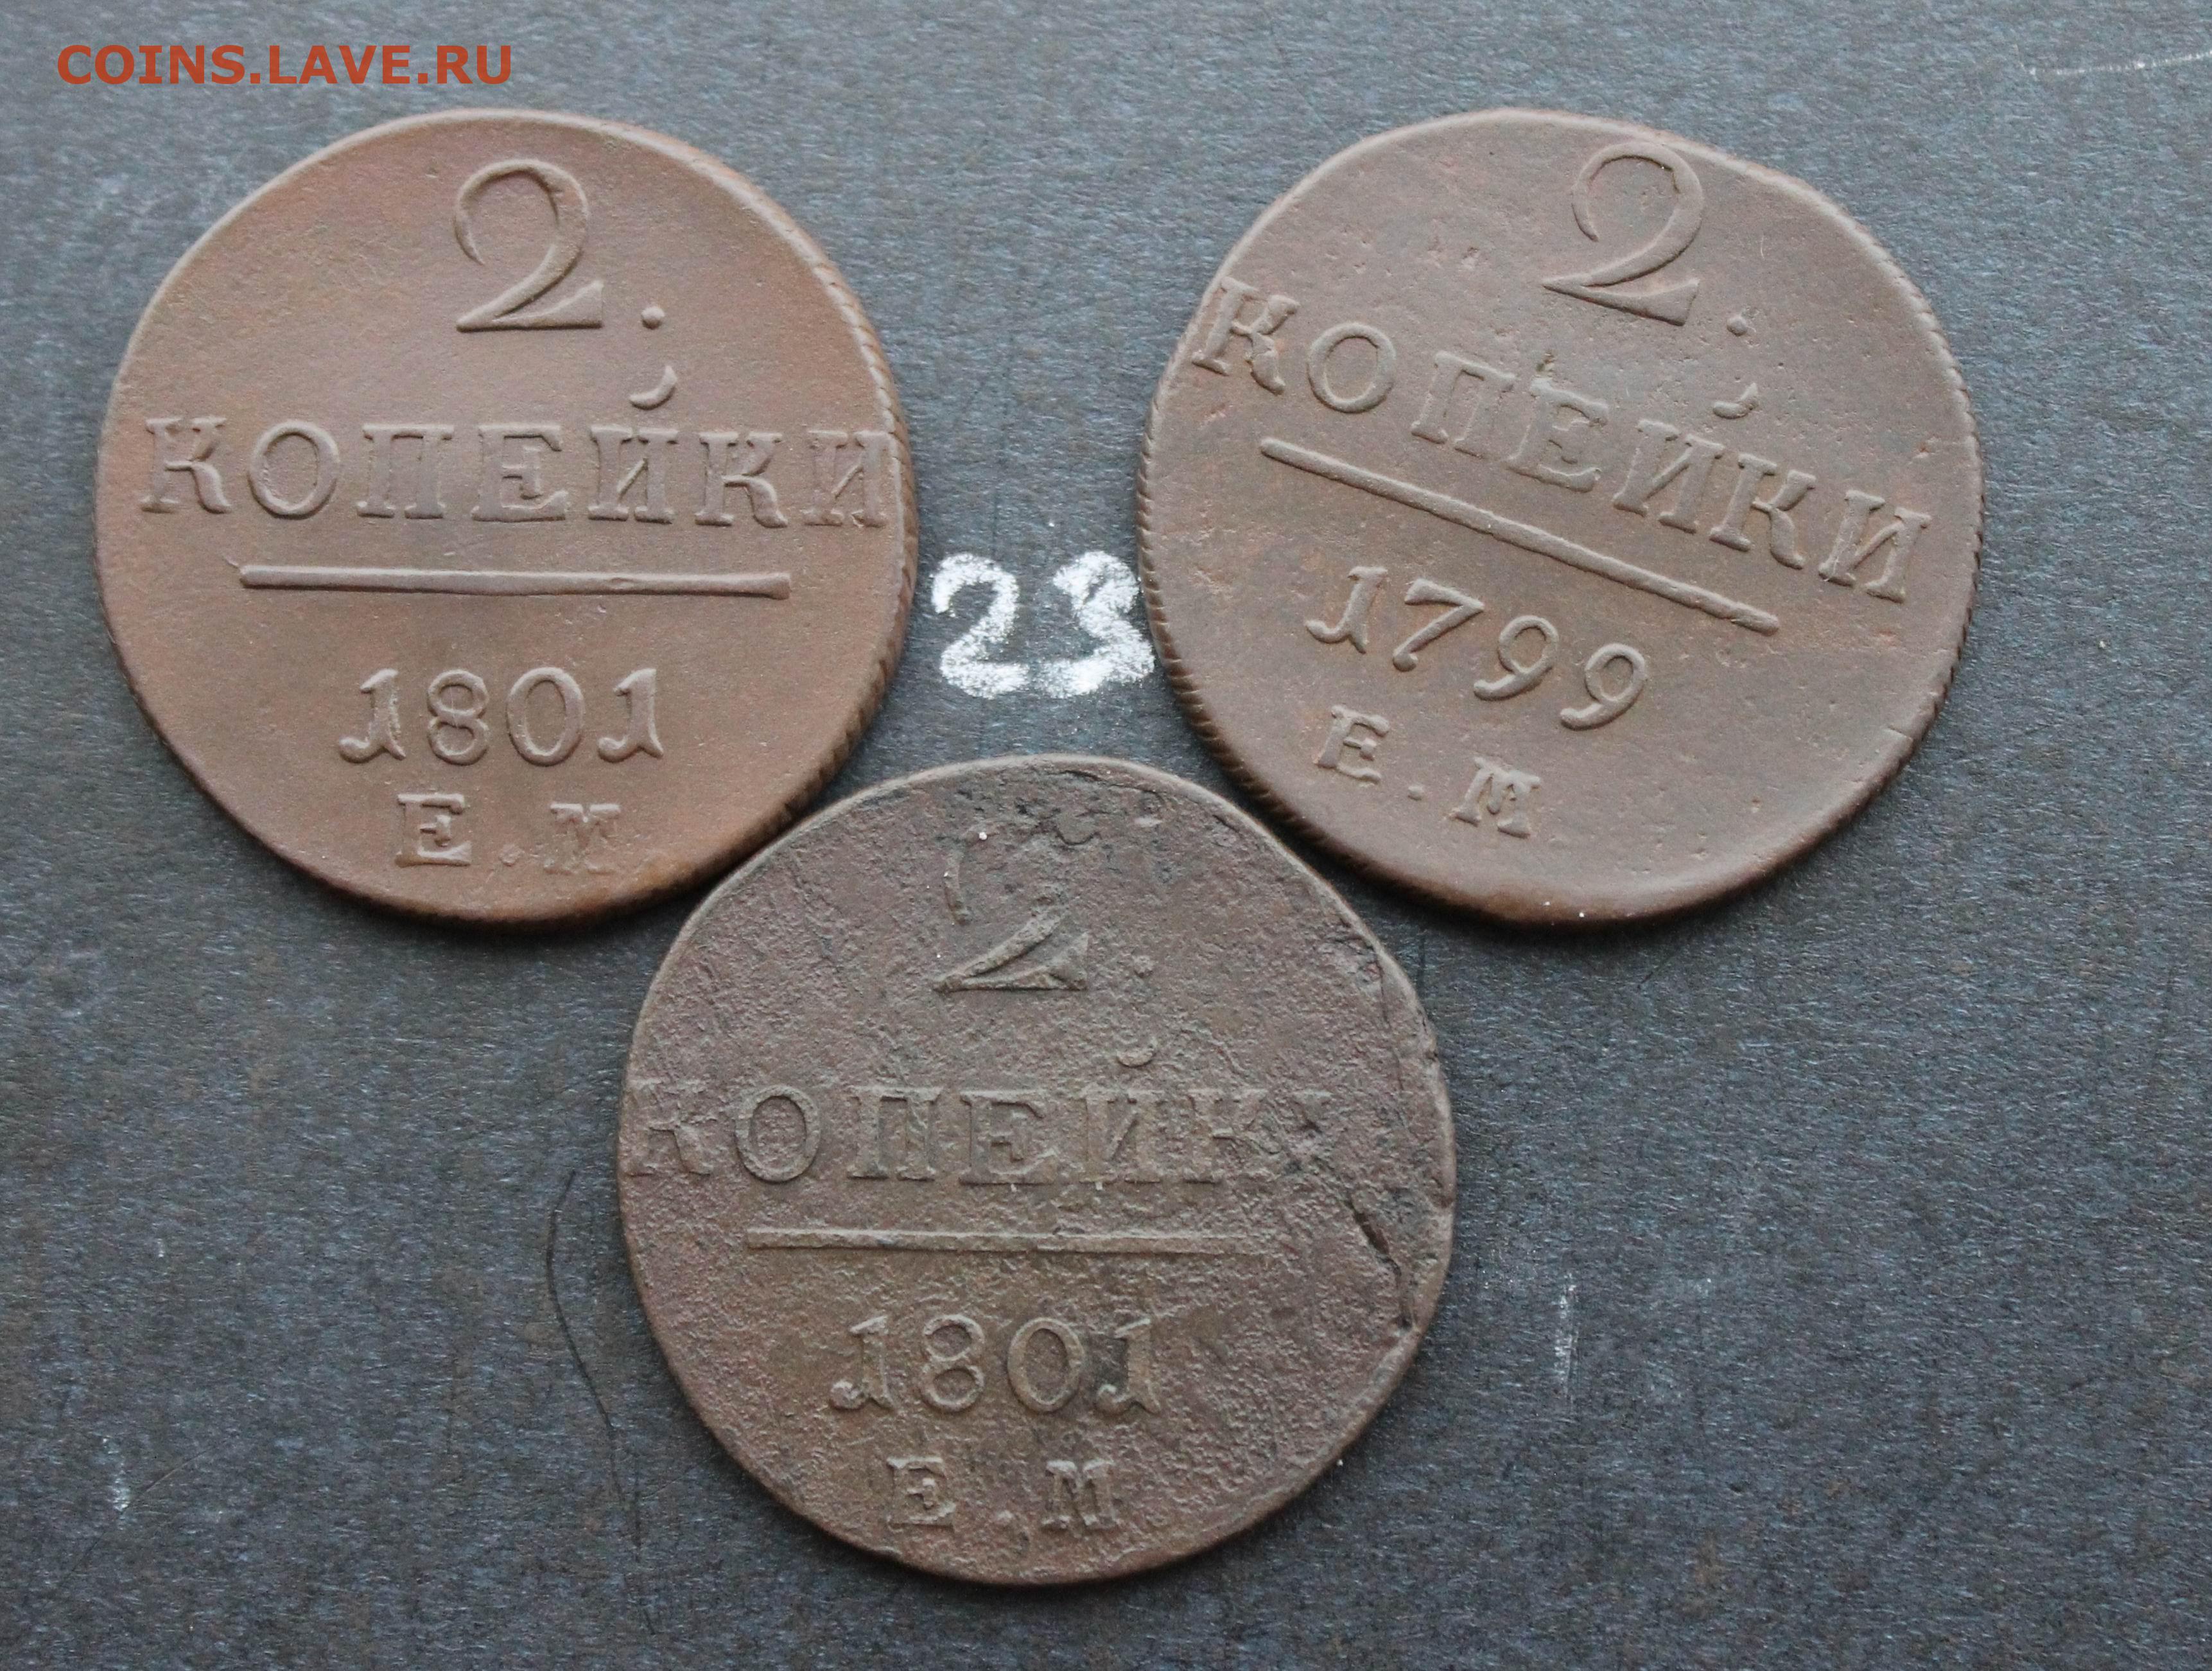 COINS.LAVE.RU
2.
КОПЕЙКИ
1801
Е.М
2.
КОПЕЙКИ
1799
Е.М
23
2.
КОПЕЙКИ
1801
Е.М